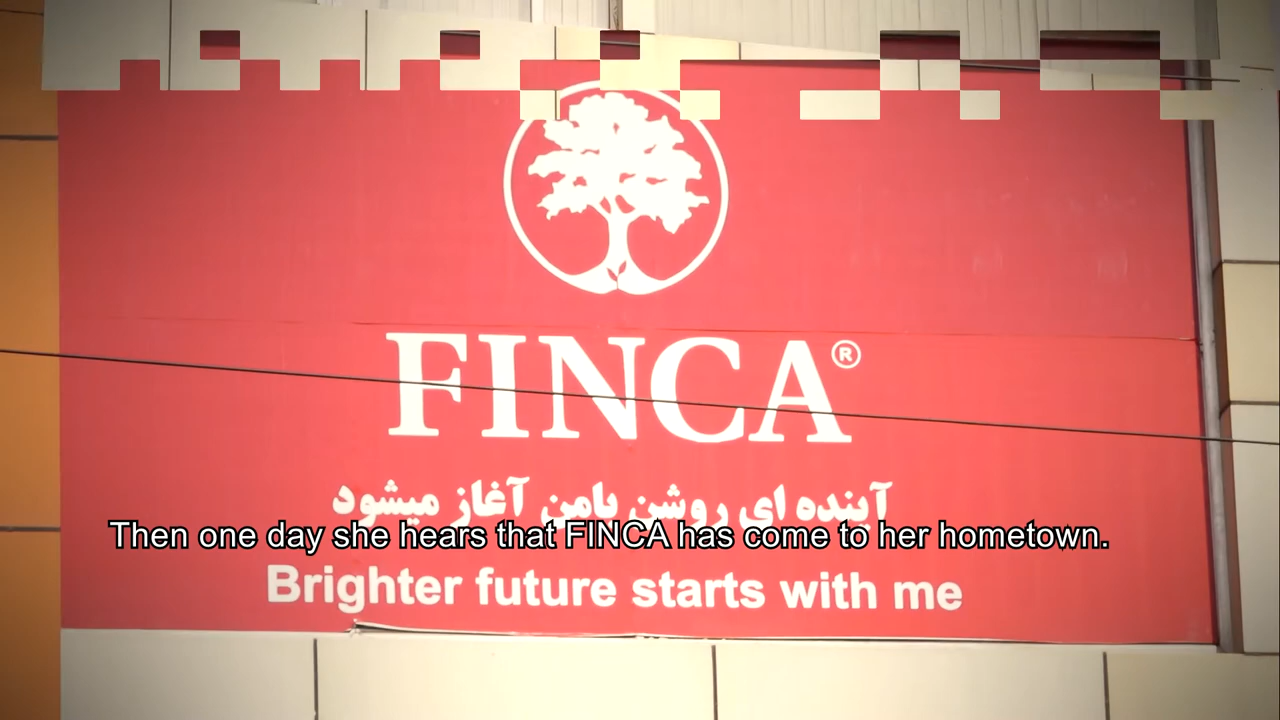 FINCA®
آینده ای روشن بامن آغاز میشود
Then one day she hears that FINCA has come to her hometown.
Brighter future starts with me